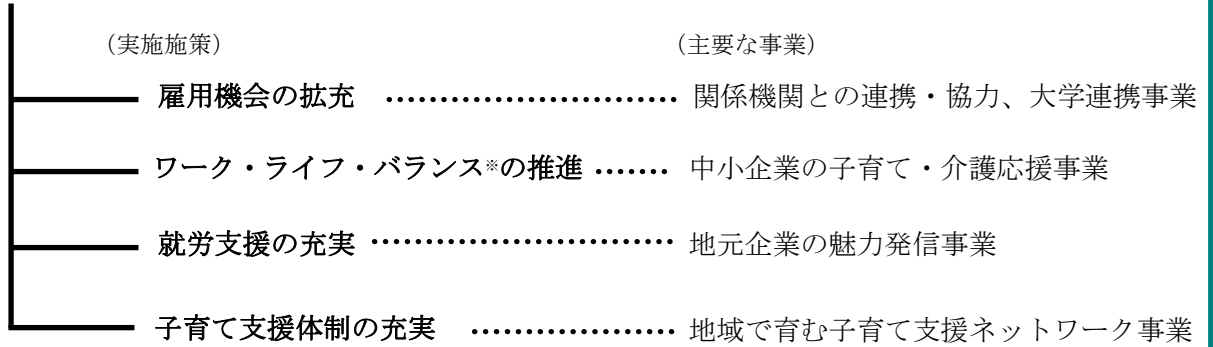 （実施施策） （主要な事業）
雇用機会の拡充 ・・・・・・・・・・・・・・・・・・・・・・・・・・・ 関係機関との連携・協力、大学連携事業
ワーク・ライフ・バランス※の推進 ・・・・・・・ 中小企業の子育て・介護応援事業
就労支援の充実 ・・・・・・・・・・・・・・・・・・・・・・・・・・・・ 地元企業の魅力発信事業
子育て支援体制の充実 ・・・・・・・・・・・・・・・・・・・ 地域で育む子育て支援ネットワーク事業